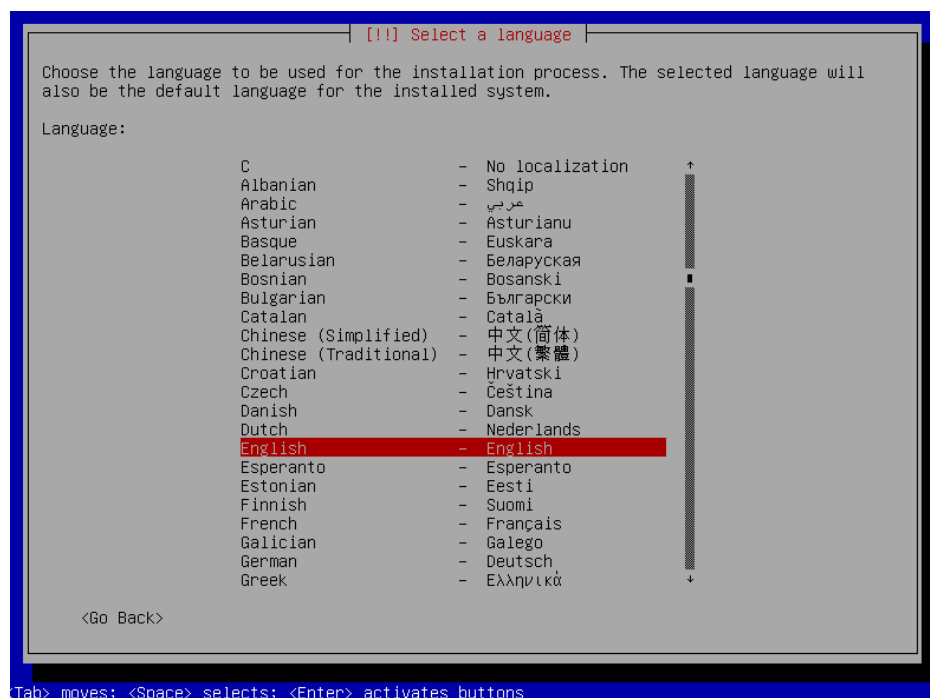 [!!] Select a language
Choose the language to be used for the installation process. The selected language will
also be the default language for the installed system.
Language:
C - No localization
Albanian - Shqip
Arabic - عربي
Asturian - Asturianu
Basque - Euskara
Belarusian - Беларуская
Bosnian - Bosanski
Bulgarian - Български
Catalan - Català
Chinese (Simplified) - 中文(简体)
Chinese (Traditional) - 中文(繁體)
Croatian - Hrvatski
Czech - Čeština
Danish - Dansk
Dutch - Nederlands
English - English
Esperanto - Esperanto
Estonian - Eesti
Finnish - Suomi
French - Français
Galician - Galego
German - Deutsch
Greek - Ελληνικά
<Go Back>
<Tab> moves; <Space> selects; <Enter> activates buttons